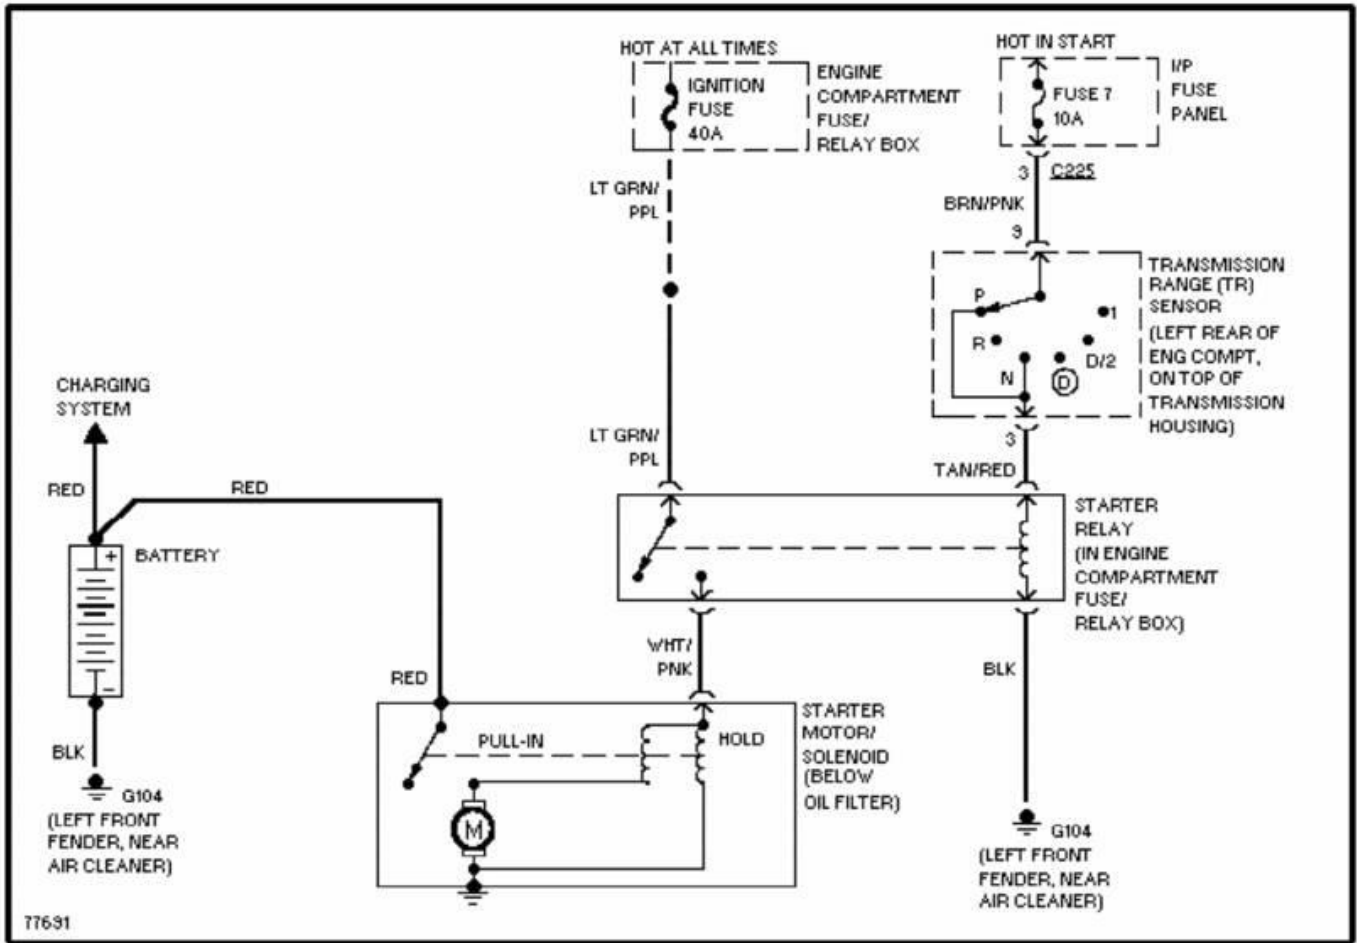 HOT AT ALL TIMES
IGNITION
FUSE
40A
ENGINE
COMPARTMENT
FUSE/
RELAY BOX
HOT IN START
FUSE 7
10A
I/P
FUSE
PANEL
3 C225
BRN/PNK
9
LT GRN/
PPL
P
R
N
D
D/2
1
TRANSMISSION
RANGE (TR)
SENSOR
(LEFT REAR OF
ENG COMPT,
ON TOP OF
TRANSMISSION
HOUSING)
3
TAN/RED
LT GRN/
PPL
CHARGING
SYSTEM
RED
RED
+
BATTERY
-
BLK
G104
(LEFT FRONT
FENDER, NEAR
AIR CLEANER)
STARTER
RELAY
(IN ENGINE
COMPARTMENT
FUSE/
RELAY BOX)
WHT/
PNK
BLK
RED
PULL-IN
HOLD
M
STARTER
MOTOR/
SOLENOID
(BELOW
OIL FILTER)
G104
(LEFT FRONT
FENDER, NEAR
AIR CLEANER)
77691